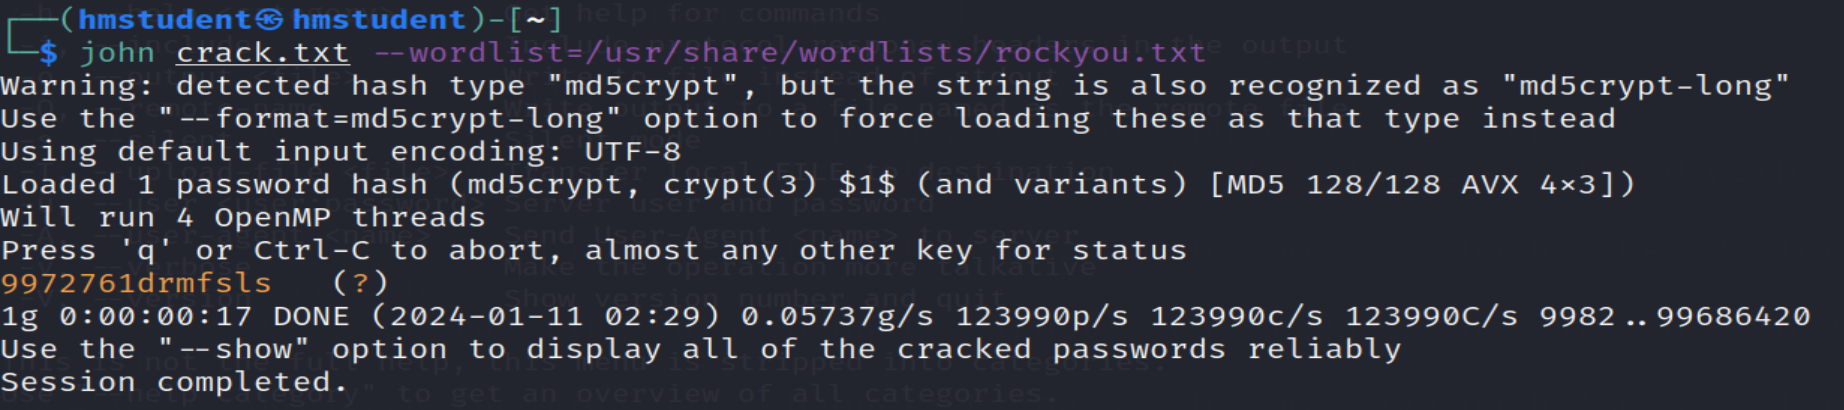 ┌──(hmstudent㉿hmstudent)-[~]
└─$ john crack.txt --wordlist=/usr/share/wordlists/rockyou.txt
Warning: detected hash type "md5crypt", but the string is also recognized as "md5crypt-long"
Use the "--format=md5crypt-long" option to force loading these as that type instead
Using default input encoding: UTF-8
Loaded 1 password hash (md5crypt, crypt(3) $1$ (and variants) [MD5 128/128 AVX 4×3])
Will run 4 OpenMP threads
Press 'q' or Ctrl-C to abort, almost any other key for status
9972761drmfsls   (?)
1g 0:00:00:17 DONE (2024-01-11 02:29) 0.05737g/s 123990p/s 123990c/s 123990C/s 9982..99686420
Use the "--show" option to display all of the cracked passwords reliably
Session completed.